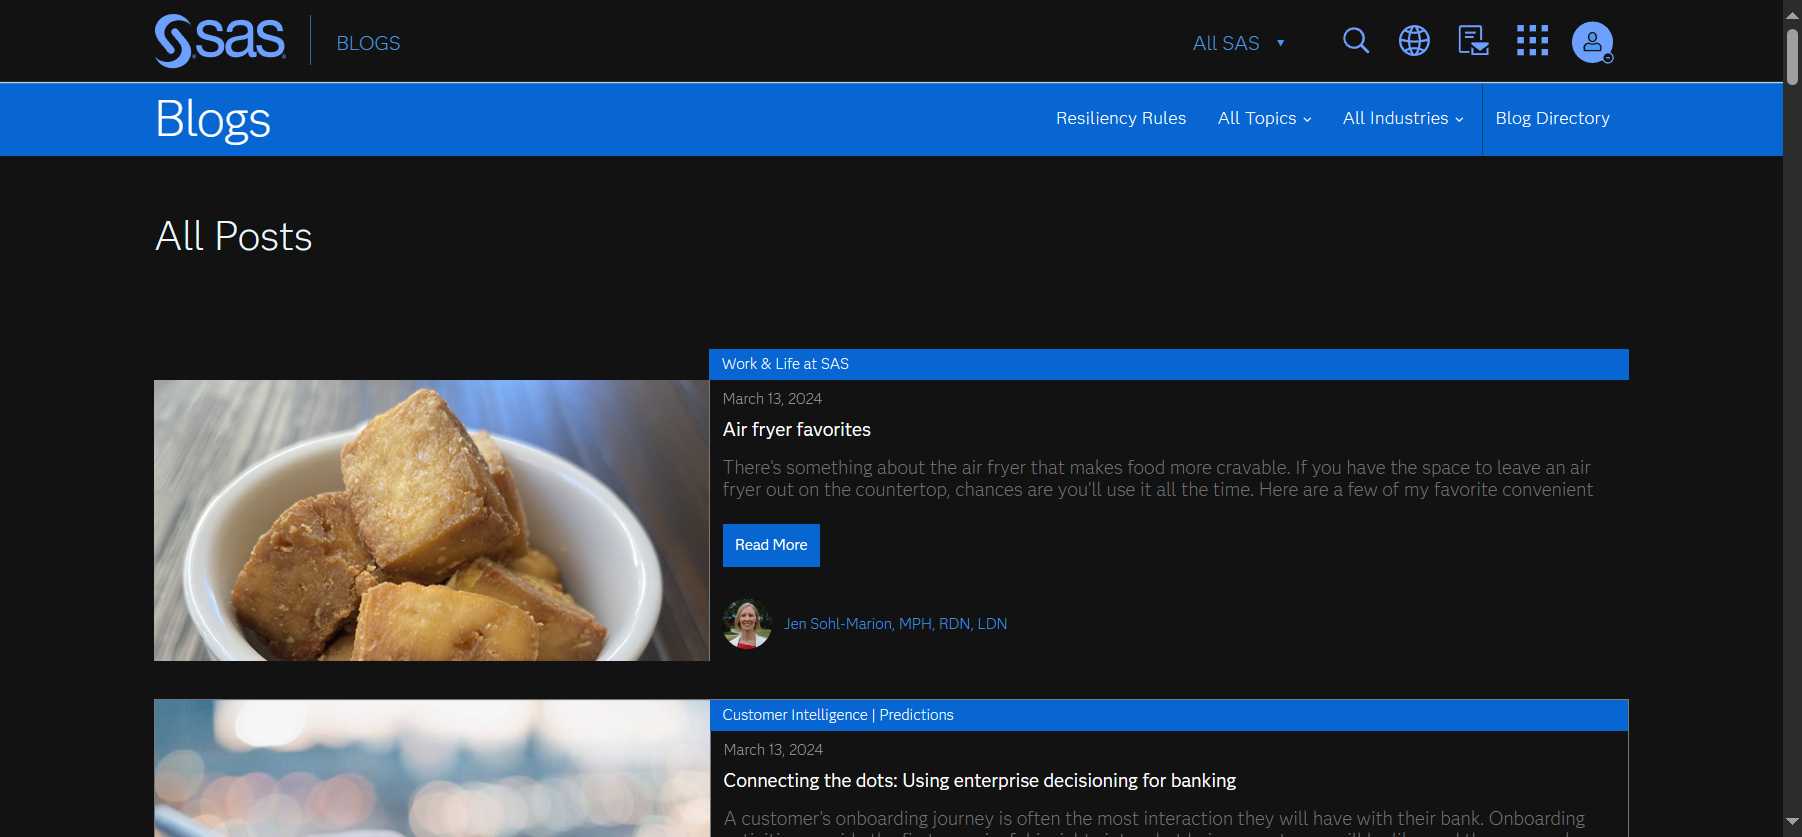 sas
BLOGS
All SAS
Blogs
Resiliency Rules
All Topics
All Industries
Blog Directory
All Posts
Work & Life at SAS
March 13, 2024
Air fryer favorites
There's something about the air fryer that makes food more cravable. If you have the space to leave an air
fryer out on the countertop, chances are you'll use it all the time. Here are a few of my favorite convenient
Read More
Jen Sohl-Marion, MPH, RDN, LDN
Customer Intelligence | Predictions
March 13, 2024
Connecting the dots: Using enterprise decisioning for banking
A customer's onboarding journey is often the most interaction they will have with their bank. Onboarding